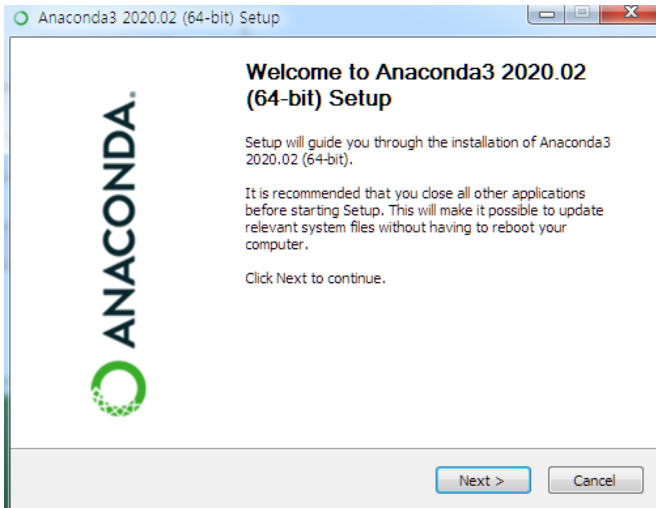 Anaconda3 2020.02 (64-bit) Setup
Welcome to Anaconda3 2020.02
(64-bit) Setup
Setup will guide you through the installation of Anaconda3
2020.02 (64-bit).
It is recommended that you close all other applications
before starting Setup. This will make it possible to update
relevant system files without having to reboot your
computer.
Click Next to continue.
ANACONDA.
Next >
Cancel